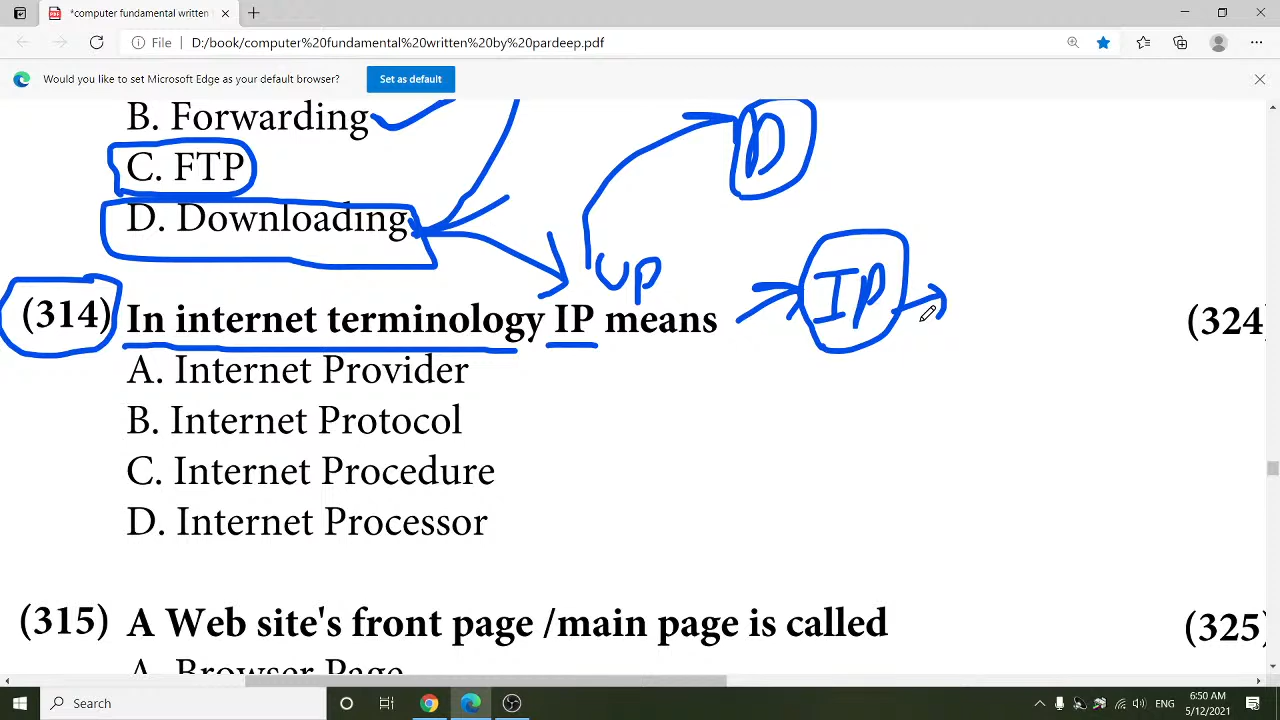 *computer fundamental written
File
D:/book/computer%20fundamental%20written%20by%20pardeep.pdf
Would you like to set Microsoft Edge as your default browser?
Set as default
B. Forwarding
D
C. FTP
D. Downloading
UP
IP
(314) In internet terminology IP means
(324
A. Internet Provider
B. Internet Protocol
C. Internet Procedure
D. Internet Processor
(315) A Web site's front page /main page is called
(325)
A. Browser Page
Search
ENG
6:50 AM
5/12/2021